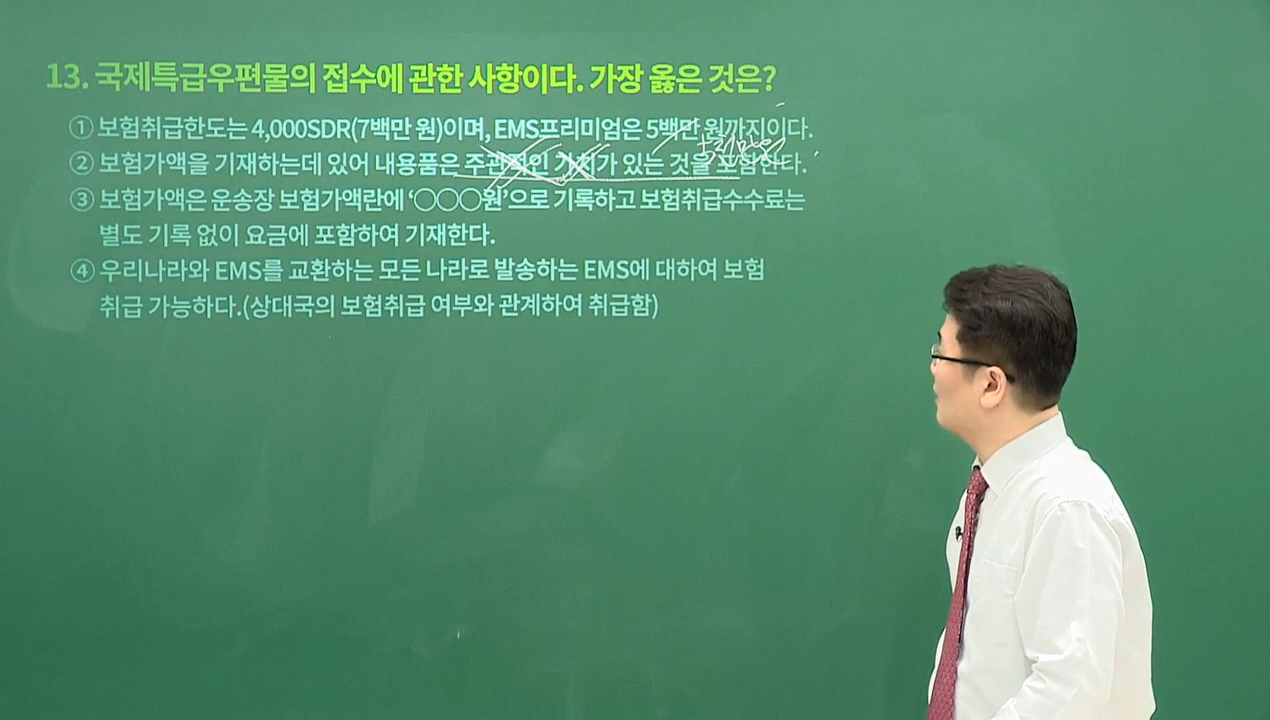 13. 국제특급우편물의 접수에 관한 사항이다. 가장 옳은 것은?
① 보험취급한도는 4,000SDR(7백만 원)이며, EMS프리미엄은 5백만 원까지이다.
② 보험가액을 기재하는데 있어 내용품은 주관적인 가치가 있는 것을 포함한다.
③ 보험가액은 운송장 보험가액란에 ‘○○○원’으로 기록하고 보험취급수수료는
별도 기록 없이 요금에 포함하여 기재한다.
④ 우리나라와 EMS를 교환하는 모든 나라로 발송하는 EMS에 대하여 보험
취급 가능하다.(상대국의 보험취급 여부와 관계하여 취급함)